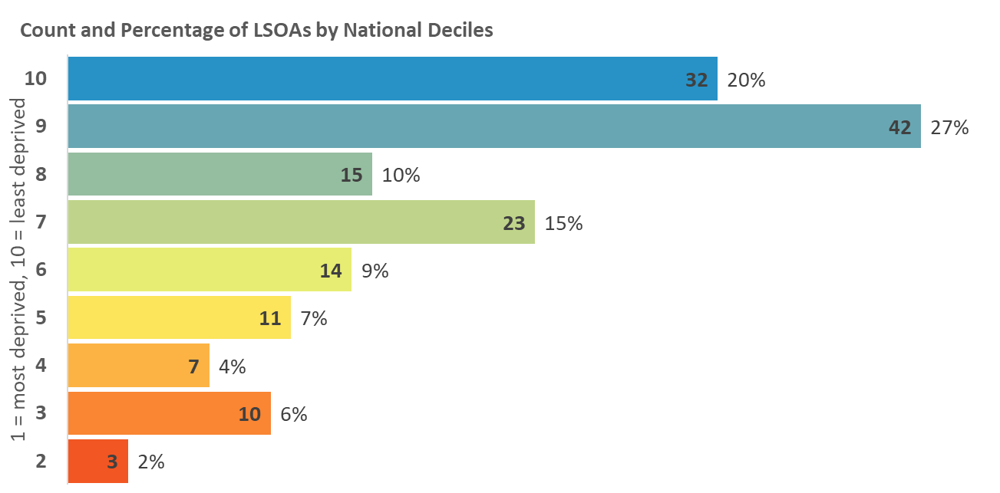 Count and Percentage of LSOAs by National Deciles
1 = most deprived, 10 = least deprived
10 32 20%
9 42 27%
8 15 10%
7 23 15%
6 14 9%
5 11 7%
4 7 4%
3 10 6%
2 3 2%